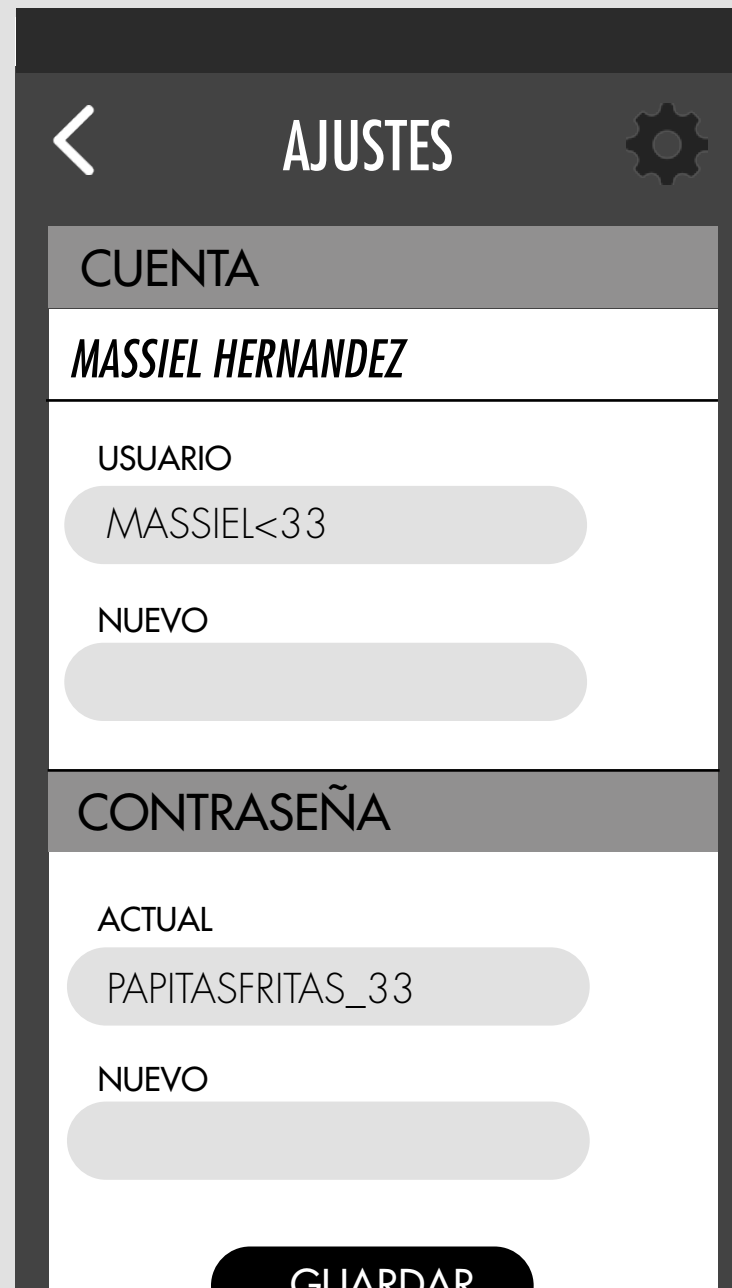 AJUSTES
CUENTA
MASSIEL HERNANDEZ
USUARIO
MASSIEL<33
NUEVO
CONTRASEÑA
ACTUAL
PAPITASFRITAS_33
NUEVO
GUARDAR